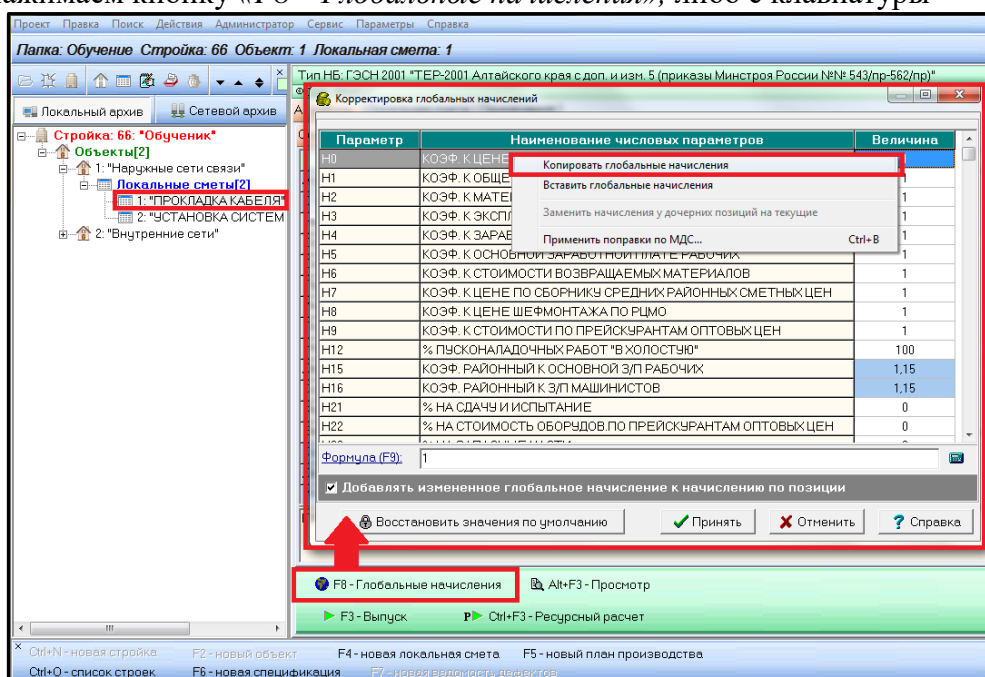 нажимаем кнопку «F8 - Глобальные начисления», либо с клавиатуры
Проект Правка Поиск Действия Администратор Сервис Параметры Справка
Папка: Обучение Стройка: 66 Объект: 1 Локальная смета: 1
Тип НБ: ГЭСН 2001 "ТЕР-2001 Алтайского края с доп. и изм. 5 (приказы Минстроя России №№ 543/пр-562/пр)"
Локальный архив Сетевой архив
Стройка: 66: "Обученик"
Объекты[2]
1: "Наружные сети связи"
Локальные сметы[2]
1: "ПРОКЛАДКА КАБЕЛЯ"
2: "УСТАНОВКА СИСТЕМ
2: "Внутренние сети"
Корректировка глобальных начислений
Параметр Наименование числовых параметров Величина
H0 КОЭФ. К ЦЕНЕ
H1 КОЭФ. К ОБЩЕ 1
H2 КОЭФ. К МАТЕ 1
H3 КОЭФ. К ЭКСПЛ 1
H4 КОЭФ. К ЗАРАБ 1
H5 КОЭФ. К ОСНОВНОЙ ЗАРАБОТНОЙ ПЛАТЕ РАБОЧИХ 1
H6 КОЭФ. К СТОИМОСТИ ВОЗВРАЩАЕМЫХ МАТЕРИАЛОВ 1
H7 КОЭФ. К ЦЕНЕ ПО СБОРНИКУ СРЕДНИХ РАЙОННЫХ СМЕТНЫХ ЦЕН 1
H8 КОЭФ. К ЦЕНЕ ШЕФМОНТАЖА ПО РЦМО 1
H9 КОЭФ. К СТОИМОСТИ ПО ПРЕЙСКУРАНТАМ ОПТОВЫХ ЦЕН 1
H12 % ПУСКОНАЛАДОЧНЫХ РАБОТ "В ХОЛОСТУЮ" 100
H15 КОЭФ. РАЙОННЫЙ К ОСНОВНОЙ З/П РАБОЧИХ 1,15
H16 КОЭФ. РАЙОННЫЙ К З/П МАШИНИСТОВ 1,15
H21 % НА СДАЧУ И ИСПЫТАНИЕ 0
H22 % НА СТОИМОСТЬ ОБОРУДОВ.ПО ПРЕЙСКУРАНТАМ ОПТОВЫХ ЦЕН 0
Копировать глобальные начисления
Вставить глобальные начисления
Заменить начисления у дочерних позиций на текущие
Применить поправки по МДС... Ctrl+B
Формула (F9): 1
Добавлять измененное глобальное начисление к начислению по позиции
Восстановить значения по умолчанию Принять Отменить Справка
F8 - Глобальные начисления Alt+F3 - Просмотр
F3 - Выпуск Ctrl+F3 - Ресурсный расчет
Ctrl+N - новая стройка F2 - новый объект F4 - новая локальная смета F5 - новый план производства
Ctrl+O - список строек F6 - новая спецификация F7 - новая ведомость дефектов